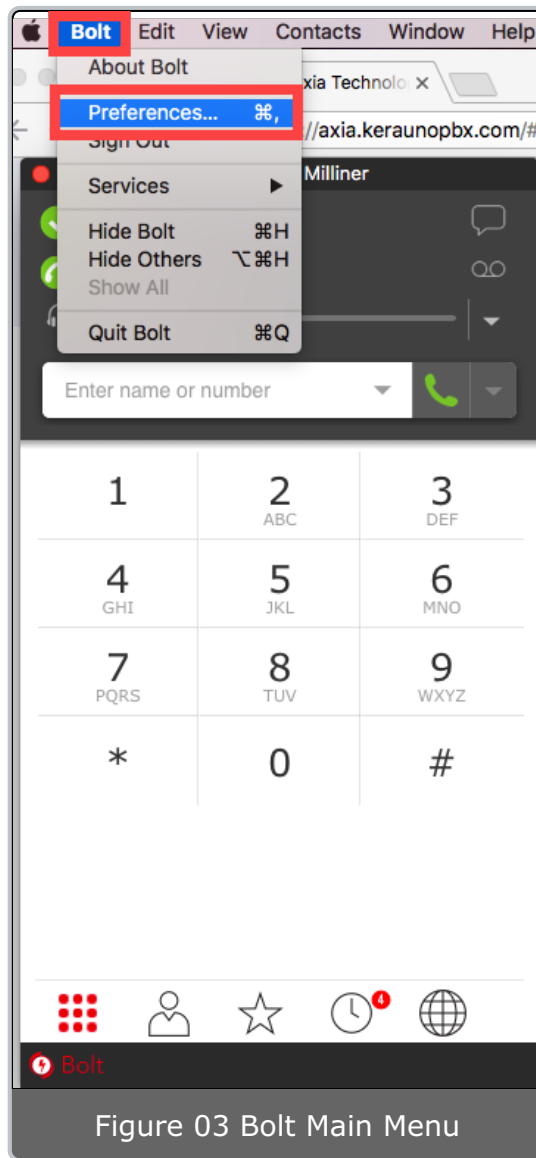 Bolt Edit View Contacts Window Help
About Bolt
xia Technolo
Preferences... ⌘,
//axia.keraunopbx.com/#
Sign Out
Milliner
Services ▶
Hide Bolt ⌘H
Hide Others ⌥⌘H
Show All
Quit Bolt ⌘Q
Enter name or number
1 2 3
ABC DEF
4 5 6
GHI JKL MNO
7 8 9
PQRS TUV WXYZ
* 0 #
4
Bolt
Figure 03 Bolt Main Menu